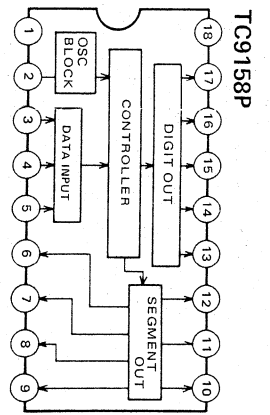 TC9158P
1
18
2
17
3
16
4
15
5
14
6
13
7
12
8
11
9
10
OSC
BLOCK
DATA INPUT
CONTROLLER
DIGIT OUT
SEGMENT
OUT